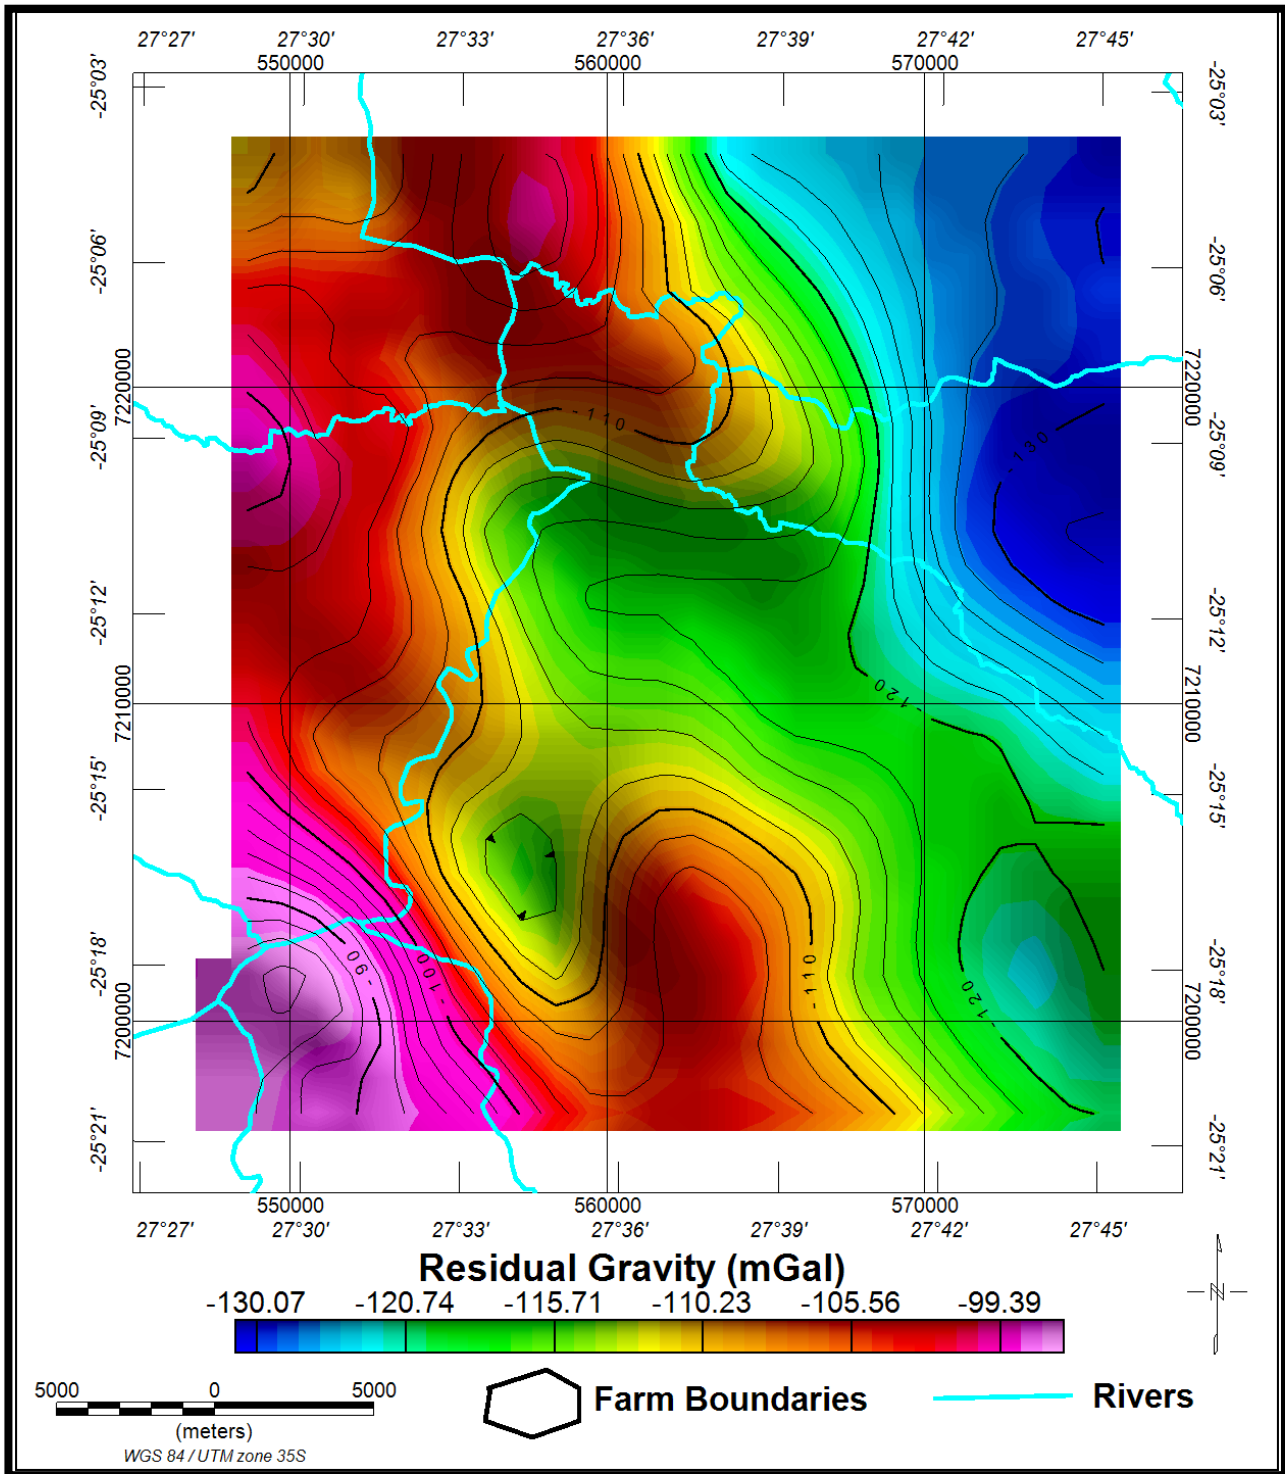 27°27' 27°30' 27°33' 27°36' 27°39' 27°42' 27°45'
550000 560000 570000
-25°03' -25°03'
-25°06' -25°06'
7220000 7220000
-25°09' -25°09'
-110
-130
-25°12' -25°12'
-120
7210000 7210000
-25°15' -25°15'
-25°18' -25°18'
-90 -100 -110 -120
7200000 7200000
-25°21' -25°21'
550000 560000 570000
27°27' 27°30' 27°33' 27°36' 27°39' 27°42' 27°45'
Residual Gravity (mGal)
-130.07 -120.74 -115.71 -110.23 -105.56 -99.39
N
5000 0 5000
(meters)
WGS 84 / UTM zone 35S
Farm Boundaries
Rivers